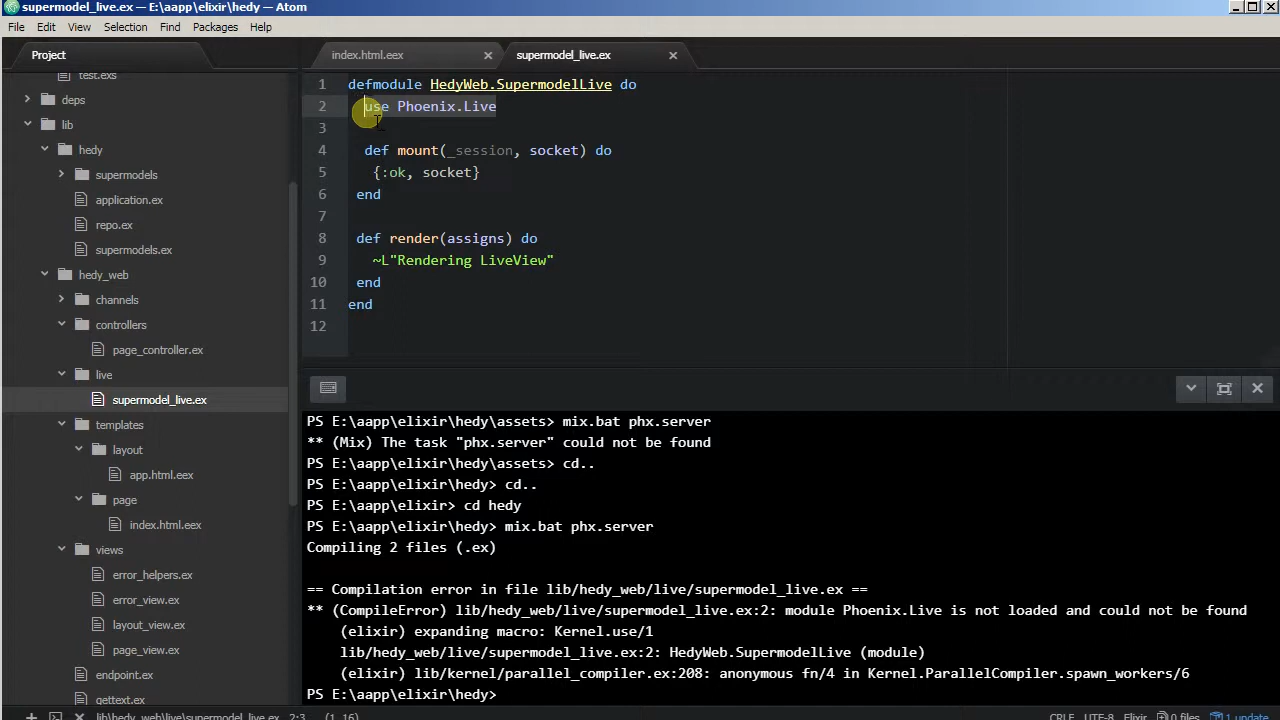 supermodel_live.ex — E:\aapp\elixir\hedy — Atom
File Edit View Selection Find Packages Help
Project
index.html.eex
supermodel_live.ex
test.exs
deps
lib
hedy
supermodels
application.ex
repo.ex
supermodels.ex
hedy_web
channels
controllers
page_controller.ex
live
supermodel_live.ex
templates
layout
app.html.eex
page
index.html.eex
views
error_helpers.ex
error_view.ex
layout_view.ex
page_view.ex
endpoint.ex
gettext.ex
1 defmodule HedyWeb.SupermodelLive do
2 use Phoenix.Live
3
4 def mount(_session, socket) do
5 {:ok, socket}
6 end
7
8 def render(assigns) do
9 ~L"Rendering LiveView"
10 end
11 end
12
PS E:\aapp\elixir\hedy\assets> mix.bat phx.server
** (Mix) The task "phx.server" could not be found
PS E:\aapp\elixir\hedy\assets> cd..
PS E:\aapp\elixir\hedy> cd..
PS E:\aapp\elixir> cd hedy
PS E:\aapp\elixir\hedy> mix.bat phx.server
Compiling 2 files (.ex)
== Compilation error in file lib/hedy_web/live/supermodel_live.ex ==
** (CompileError) lib/hedy_web/live/supermodel_live.ex:2: module Phoenix.Live is not loaded and could not be found
(elixir) expanding macro: Kernel.use/1
lib/hedy_web/live/supermodel_live.ex:2: HedyWeb.SupermodelLive (module)
(elixir) lib/kernel/parallel_compiler.ex:208: anonymous fn/4 in Kernel.ParallelCompiler.spawn_workers/6
PS E:\aapp\elixir\hedy>
lib\hedy_web\live\supermodel_live.ex 2:3 (1, 16) CRLF UTF-8 Elixir 0 files 1 update